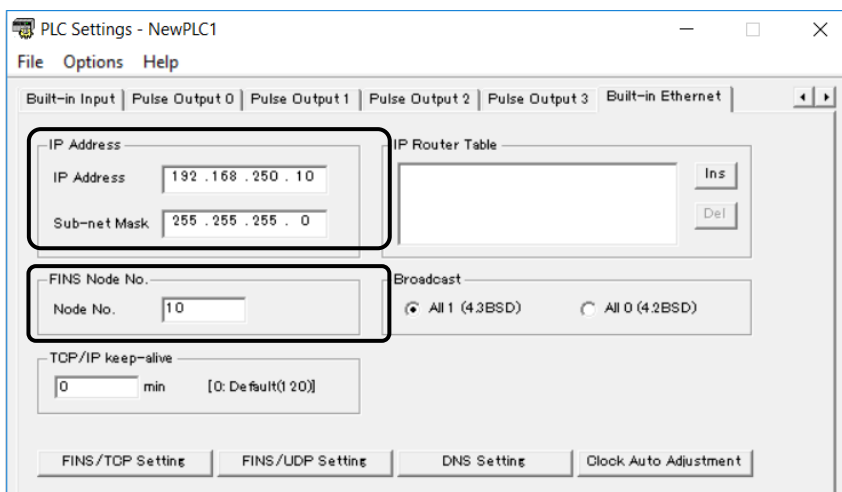 PLC Settings - NewPLC1
File Options Help
Built-in Input Pulse Output 0 Pulse Output 1 Pulse Output 2 Pulse Output 3 Built-in Ethernet
IP Address
IP Address 192 .168 .250 . 10
Sub-net Mask 255 .255 .255 . 0
IP Router Table
Ins
Del
FINS Node No.
Node No. 10
Broadcast
All 1 (4.3BSD) All 0 (4.2BSD)
TCP/IP keep-alive
0 min [0: Default(120)]
FINS/TCP Setting FINS/UDP Setting DNS Setting Clock Auto Adjustment